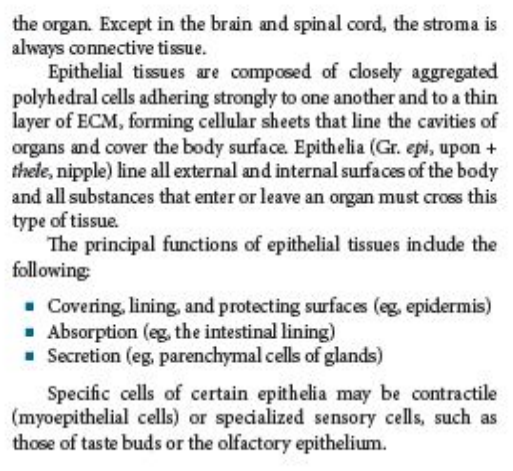 the organ. Except in the brain and spinal cord, the stroma is
always connective tissue.
Epithelial tissues are composed of closely aggregated
polyhedral cells adhering strongly to one another and to a thin
layer of ECM, forming cellular sheets that line the cavities of
organs and cover the body surface. Epithelia (Gr. epi, upon +
thele, nipple) line all external and internal surfaces of the body
and all substances that enter or leave an organ must cross this
type of tissue.
The principal functions of epithelial tissues include the
following:
■ Covering, lining, and protecting surfaces (eg, epidermis)
■ Absorption (eg, the intestinal lining)
■ Secretion (eg, parenchymal cells of glands)
Specific cells of certain epithelia may be contractile
(myoepithelial cells) or specialized sensory cells, such as
those of taste buds or the olfactory epithelium.